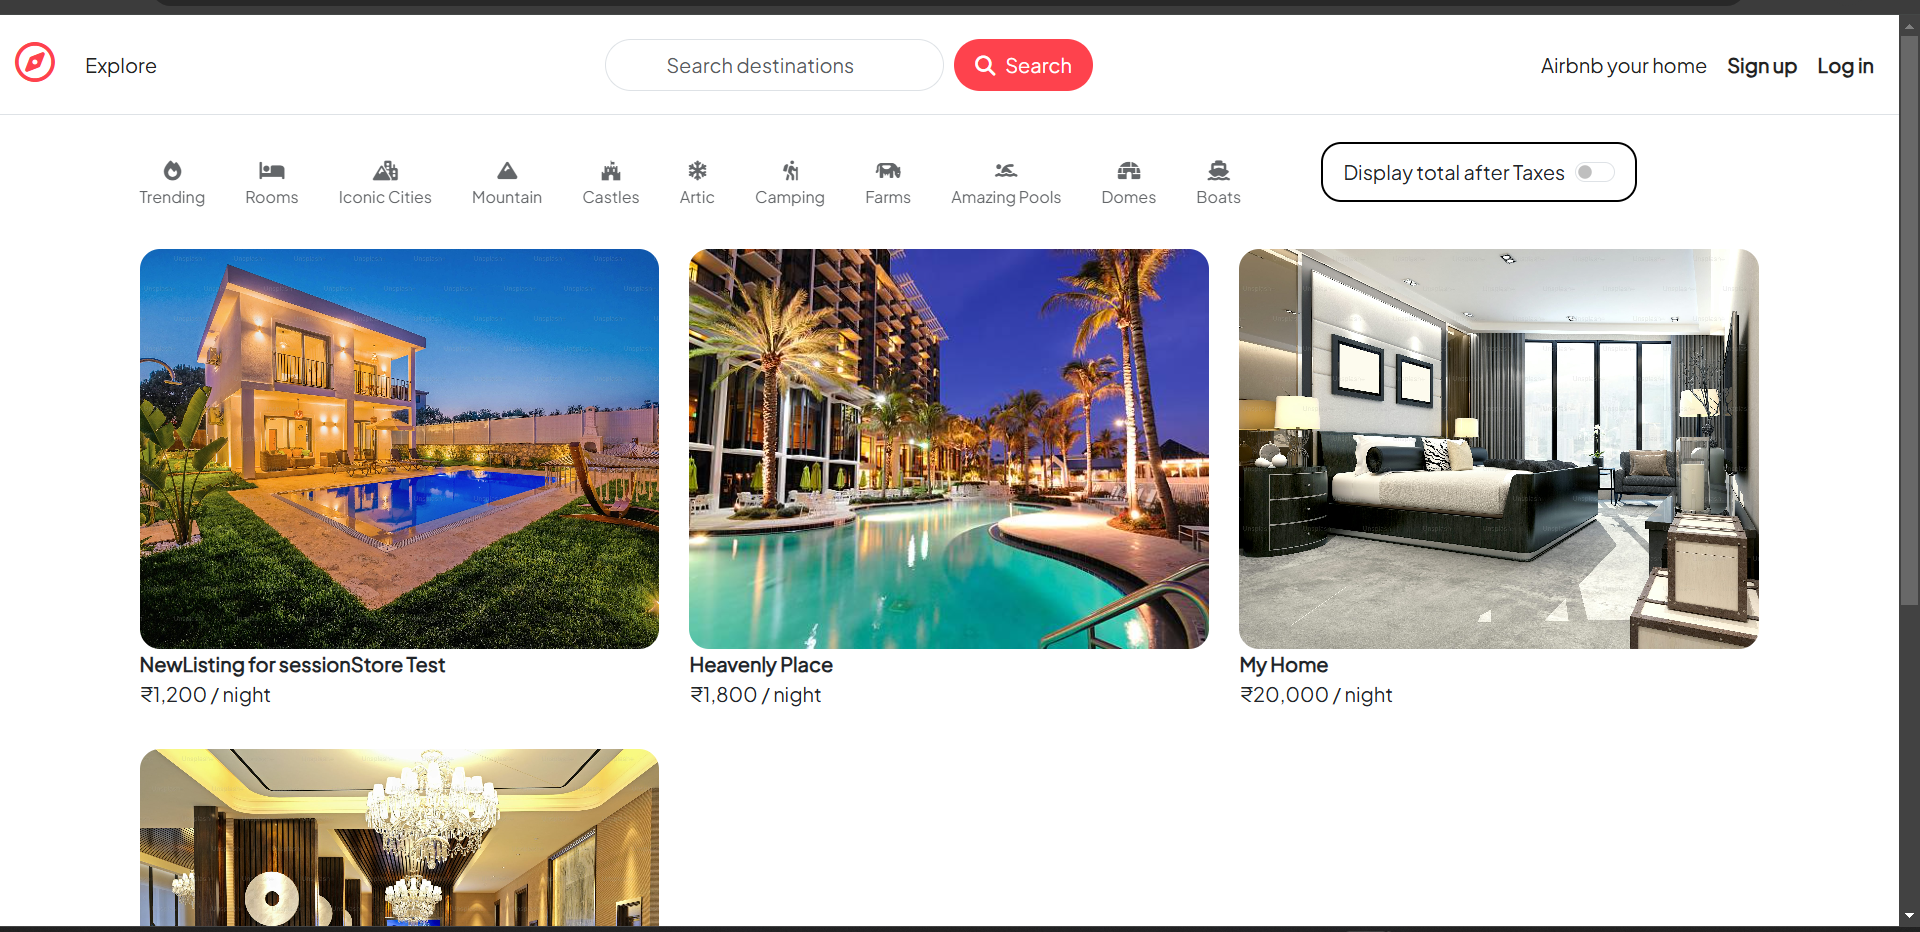 Explore
Search destinations
Search
Airbnb your home
Sign up
Log in
Trending
Rooms
Iconic Cities
Mountain
Castles
Artic
Camping
Farms
Amazing Pools
Domes
Boats
Display total after Taxes
NewListing for sessionStore Test
₹1,200 / night
Heavenly Place
₹1,800 / night
My Home
₹20,000 / night